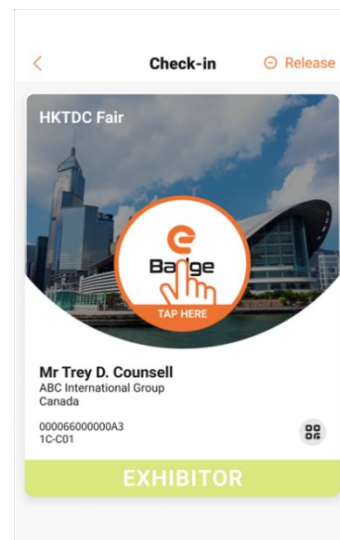 Check-in
Release
HKTDC Fair
Badge
TAP HERE
Mr Trey D. Counsell
ABC International Group
Canada
000066000000A3
1C-C01
EXHIBITOR